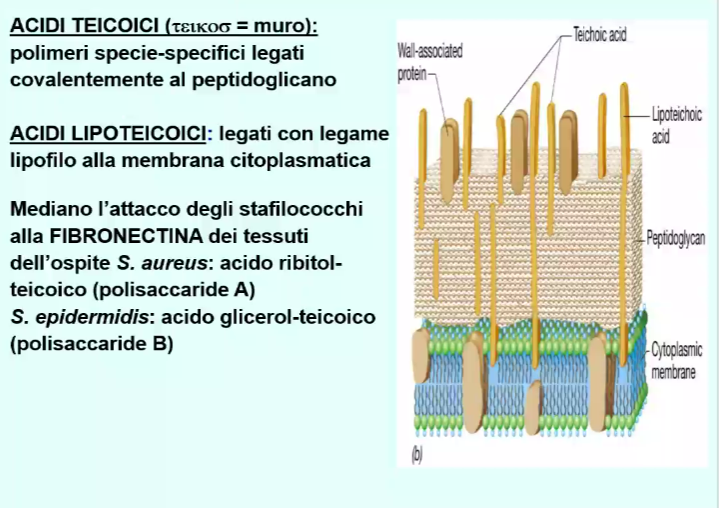 ACIDI TEICOICI (τεικοσ = muro):
polimeri specie-specifici legati
covalentemente al peptidoglicano
ACIDI LIPOTEICOICI: legati con legame
lipofilo alla membrana citoplasmatica
Mediano l'attacco degli stafilococchi
alla FIBRONECTINA dei tessuti
dell'ospite S. aureus: acido ribitol-
teicoico (polisaccaride A)
S. epidermidis: acido glicerol-teicoico
(polisaccaride B)
Wall-associated
protein
Teichoic acid
Lipoteichoic
acid
Peptidoglycan
Cytoplasmic
membrane
(b)